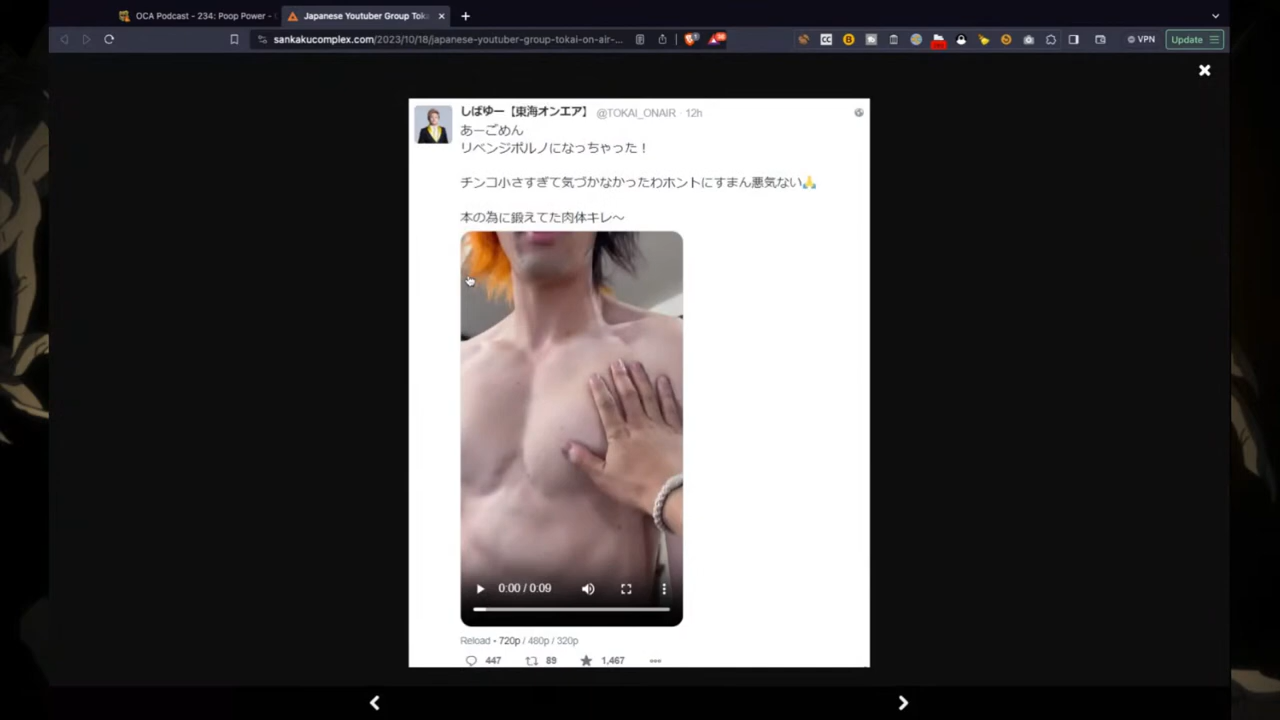 OCA Podcast - 234: Poop Power -
Japanese Youtuber Group Toka
sankakucomplex.com/2023/10/18/japanese-youtuber-group-tokai-on-air-...
VPN
Update
しばゆー【東海オンエア】 @TOKAI_ONAIR · 12h
あーごめん
リベンジポルノになっちゃった！
チンコ小さすぎて気づかなかったわホントにすまん悪気ない🙏
本の為に鍛えてた肉体キレ〜
0:00 / 0:09
Reload • 720p / 480p / 320p
447 89 1,467